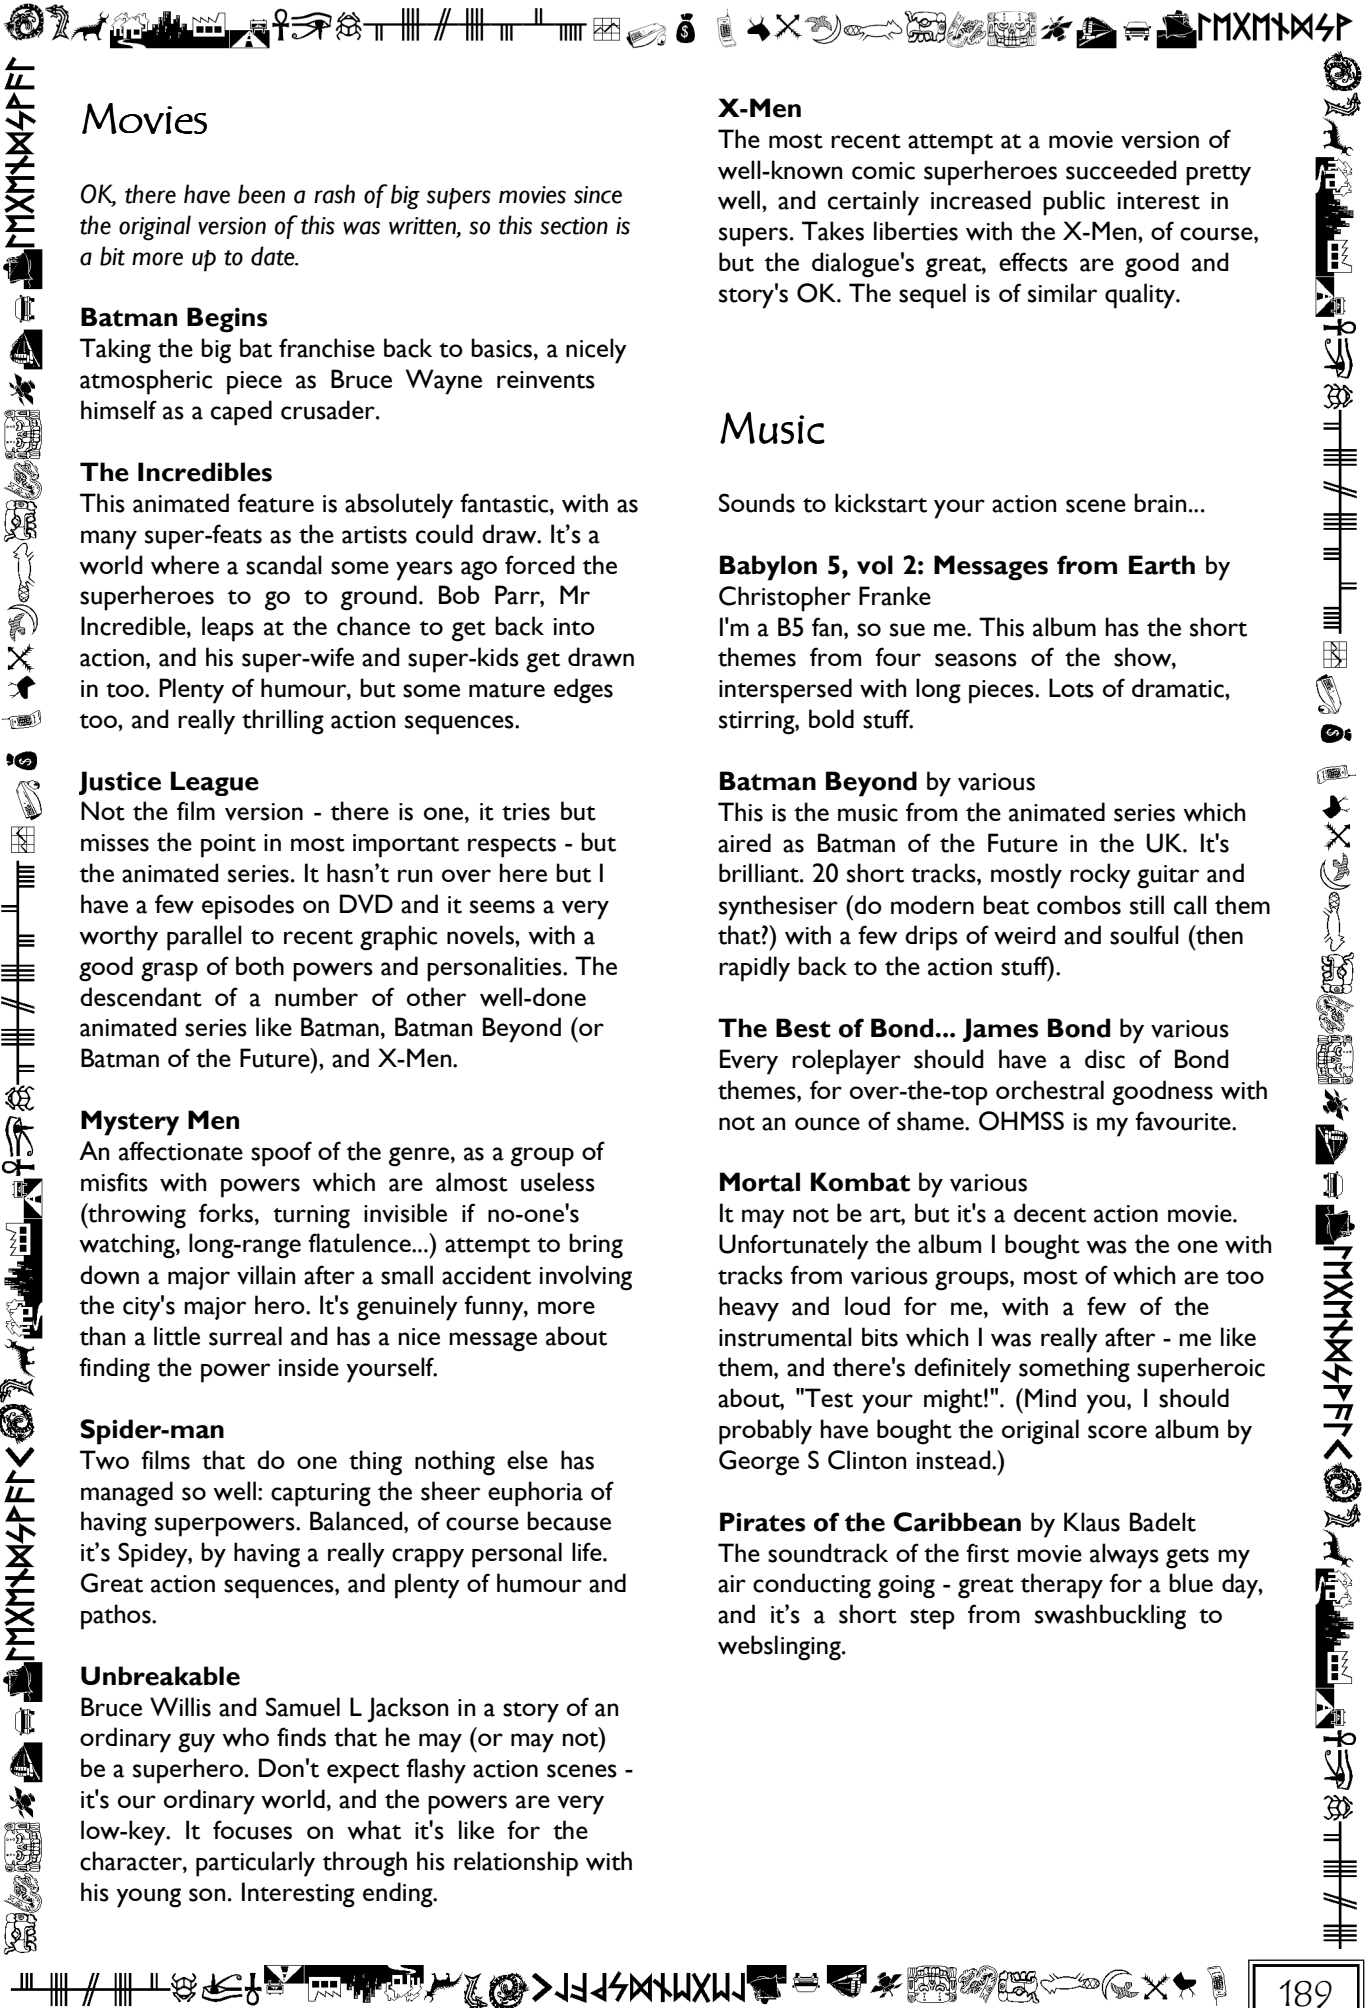 Movies
OK, there have been a rash of big supers movies since
the original version of this was written, so this section is
a bit more up to date.
Batman Begins
Taking the big bat franchise back to basics, a nicely
atmospheric piece as Bruce Wayne reinvents
himself as a caped crusader.
The Incredibles
This animated feature is absolutely fantastic, with as
many super-feats as the artists could draw. It’s a
world where a scandal some years ago forced the
superheroes to go to ground. Bob Parr, Mr
Incredible, leaps at the chance to get back into
action, and his super-wife and super-kids get drawn
in too. Plenty of humour, but some mature edges
too, and really thrilling action sequences.
Justice League
Not the film version - there is one, it tries but
misses the point in most important respects - but
the animated series. It hasn’t run over here but I
have a few episodes on DVD and it seems a very
worthy parallel to recent graphic novels, with a
good grasp of both powers and personalities. The
descendant of a number of other well-done
animated series like Batman, Batman Beyond (or
Batman of the Future), and X-Men.
Mystery Men
An affectionate spoof of the genre, as a group of
misfits with powers which are almost useless
(throwing forks, turning invisible if no-one's
watching, long-range flatulence...) attempt to bring
down a major villain after a small accident involving
the city's major hero. It's genuinely funny, more
than a little surreal and has a nice message about
finding the power inside yourself.
Spider-man
Two films that do one thing nothing else has
managed so well: capturing the sheer euphoria of
having superpowers. Balanced, of course because
it’s Spidey, by having a really crappy personal life.
Great action sequences, and plenty of humour and
pathos.
Unbreakable
Bruce Willis and Samuel L Jackson in a story of an
ordinary guy who finds that he may (or may not)
be a superhero. Don't expect flashy action scenes -
it's our ordinary world, and the powers are very
low-key. It focuses on what it's like for the
character, particularly through his relationship with
his young son. Interesting ending.
X-Men
The most recent attempt at a movie version of
well-known comic superheroes succeeded pretty
well, and certainly increased public interest in
supers. Takes liberties with the X-Men, of course,
but the dialogue's great, effects are good and
story's OK. The sequel is of similar quality.
Music
Sounds to kickstart your action scene brain...
Babylon 5, vol 2: Messages from Earth by
Christopher Franke
I'm a B5 fan, so sue me. This album has the short
themes from four seasons of the show,
interspersed with long pieces. Lots of dramatic,
stirring, bold stuff.
Batman Beyond by various
This is the music from the animated series which
aired as Batman of the Future in the UK. It's
brilliant. 20 short tracks, mostly rocky guitar and
synthesiser (do modern beat combos still call them
that?) with a few drips of weird and soulful (then
rapidly back to the action stuff).
The Best of Bond... James Bond by various
Every roleplayer should have a disc of Bond
themes, for over-the-top orchestral goodness with
not an ounce of shame. OHMSS is my favourite.
Mortal Kombat by various
It may not be art, but it's a decent action movie.
Unfortunately the album I bought was the one with
tracks from various groups, most of which are too
heavy and loud for me, with a few of the
instrumental bits which I was really after - me like
them, and there's definitely something superheroic
about, "Test your might!". (Mind you, I should
probably have bought the original score album by
George S Clinton instead.)
Pirates of the Caribbean by Klaus Badelt
The soundtrack of the first movie always gets my
air conducting going - great therapy for a blue day,
and it’s a short step from swashbuckling to
webslinging.
189